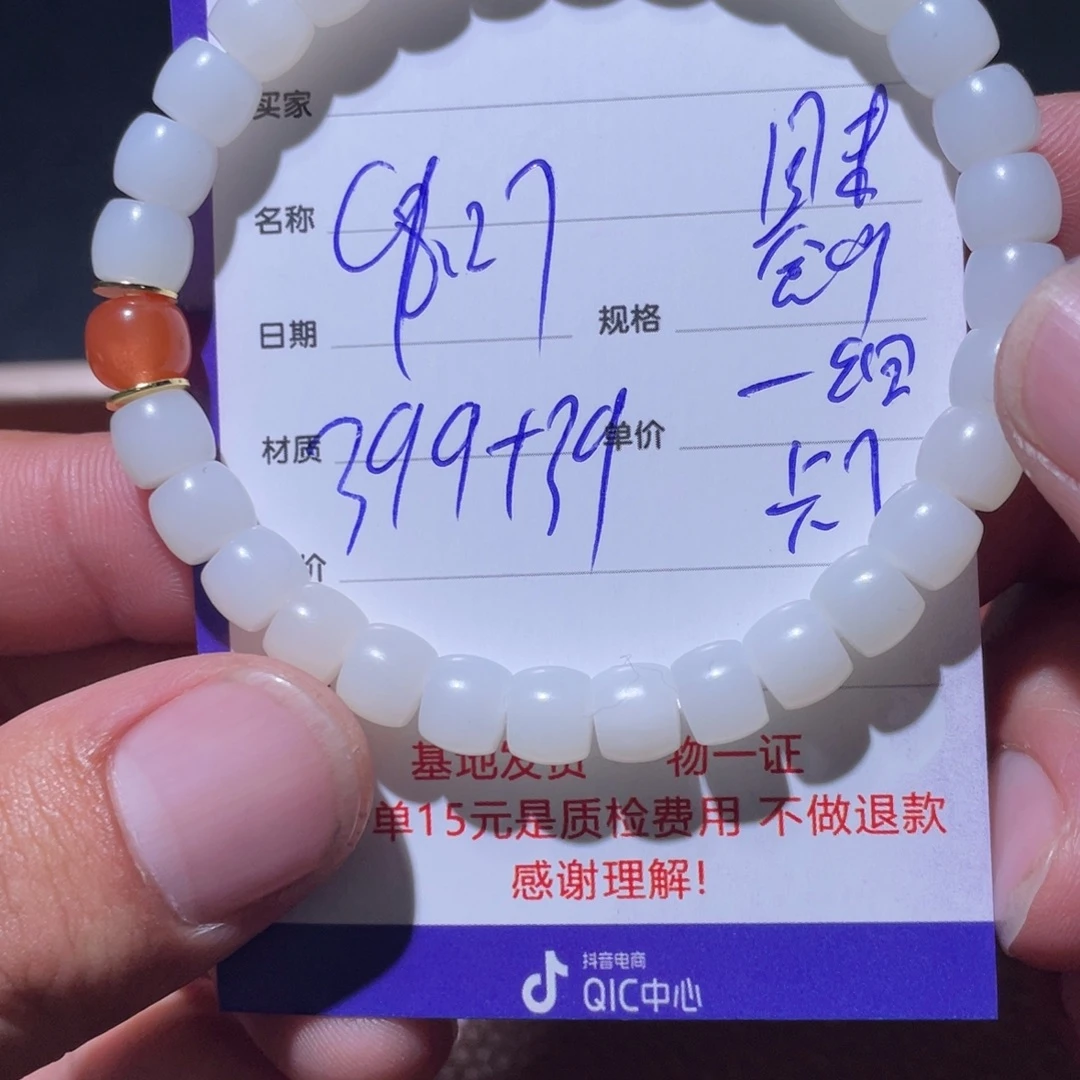 买家
名称
日期 规格
材质 399+39 单价
价
一组
基地发货 物一证
单15元是质检费用 不做退款
感谢理解!
抖音电商
QIC中心